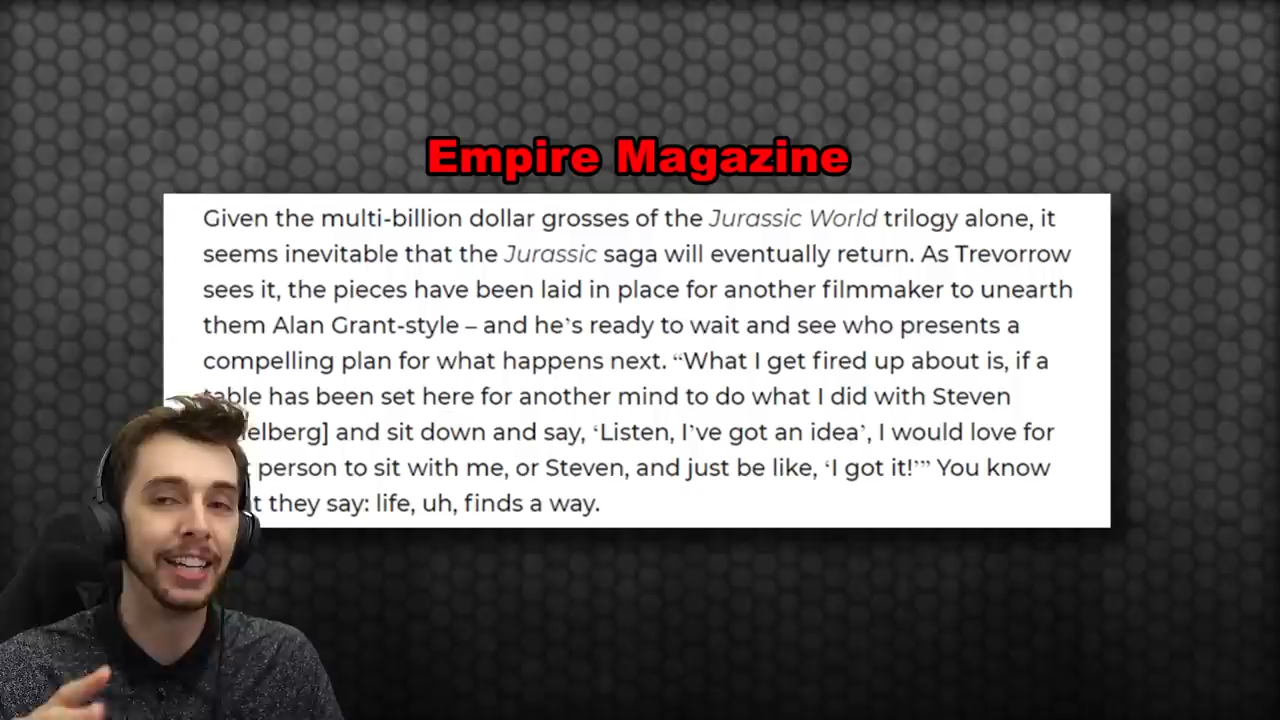 Empire Magazine
Given the multi-billion dollar grosses of the Jurassic World trilogy alone, it
seems inevitable that the Jurassic saga will eventually return. As Trevorrow
sees it, the pieces have been laid in place for another filmmaker to unearth
them Alan Grant-style – and he’s ready to wait and see who presents a
compelling plan for what happens next. “What I get fired up about is, if a
table has been set here for another mind to do what I did with Steven
elberg] and sit down and say, ‘Listen, I’ve got an idea’, I would love for
person to sit with me, or Steven, and just be like, ‘I got it!’” You know
they say: life, uh, finds a way.